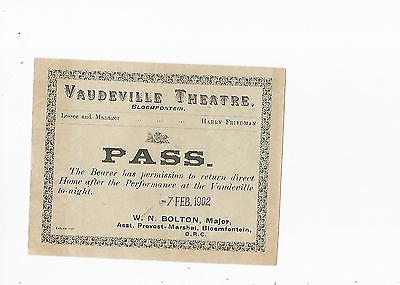 VAUDEVILLE THEATRE,
BLOEMFONTEIN.
Lessee and Manager ... ... ... HARRY FRIEDMAN
PASS.
The Bearer has permission to return direct
Home after the Performance at the Vaudeville
to-night.
-7 FEB. 1902
W. N. BOLTON, Major,
Asst. Provost-Marshal, Bloemfontein,
O.R.C.